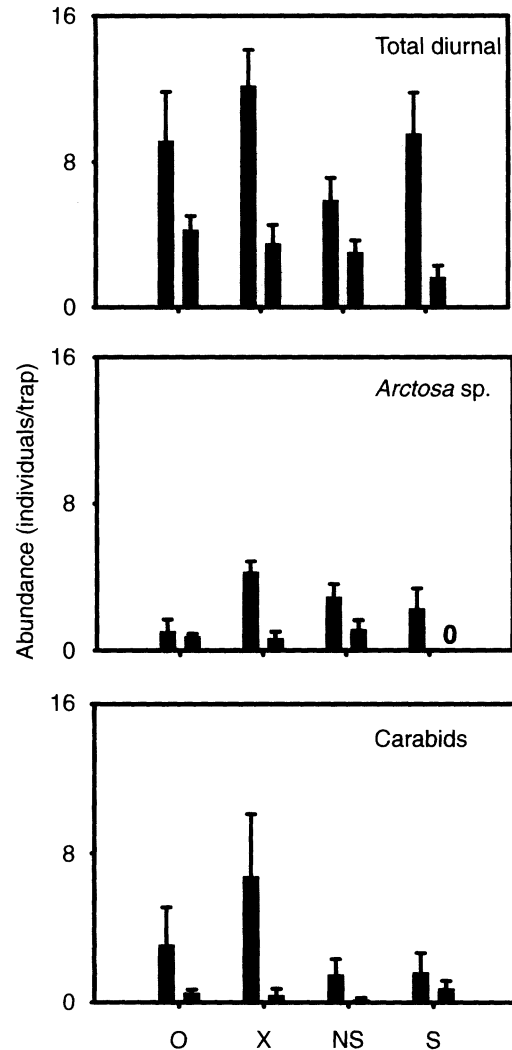 16
Total diurnal
8
0
Abundance (individuals/trap)
16
Arctosa sp.
8
0
0
16
Carabids
8
0
O X NS S